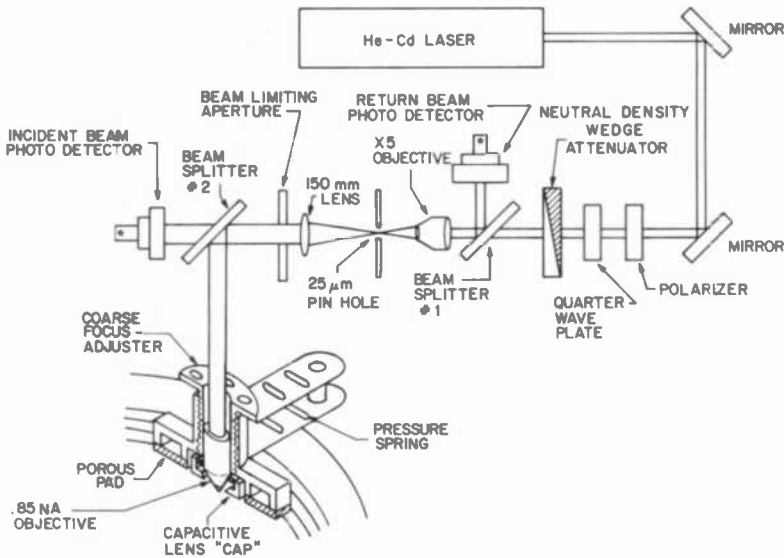 He-Cd LASER
MIRROR
BEAM LIMITING
APERTURE
RETURN BEAM
PHOTO DETECTOR
NEUTRAL DENSITY
WEDGE
ATTENUATOR
INCIDENT BEAM
PHOTO DETECTOR
BEAM
SPLITTER
#2
150 mm
LENS
X5
OBJECTIVE
25 μm
PIN HOLE
BEAM
SPLITTER
#1
QUARTER
WAVE
PLATE
POLARIZER
MIRROR
COARSE
FOCUS
ADJUSTER
PRESSURE
SPRING
POROUS
PAD
.85 NA
OBJECTIVE
CAPACITIVE
LENS "CAP"